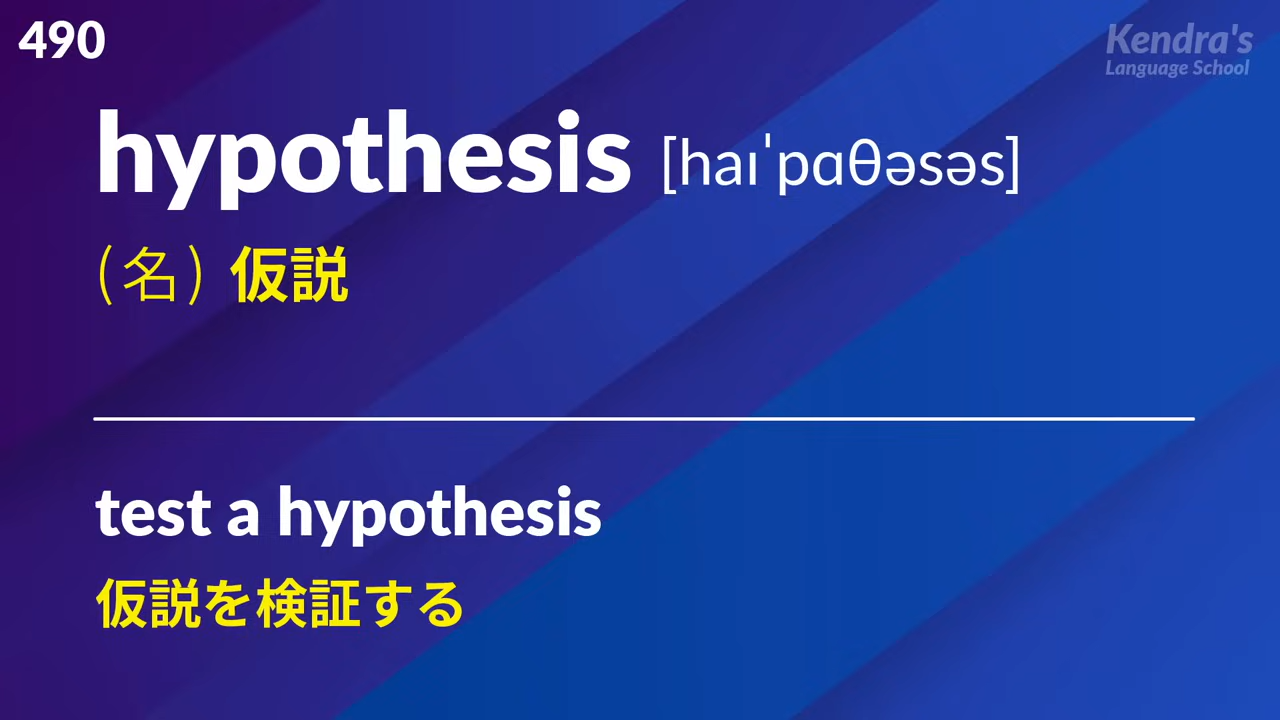 490
Kendra's
Language School
hypothesis [haɪˈpɑθəsəs]
(名) 仮説
test a hypothesis
仮説を検証する